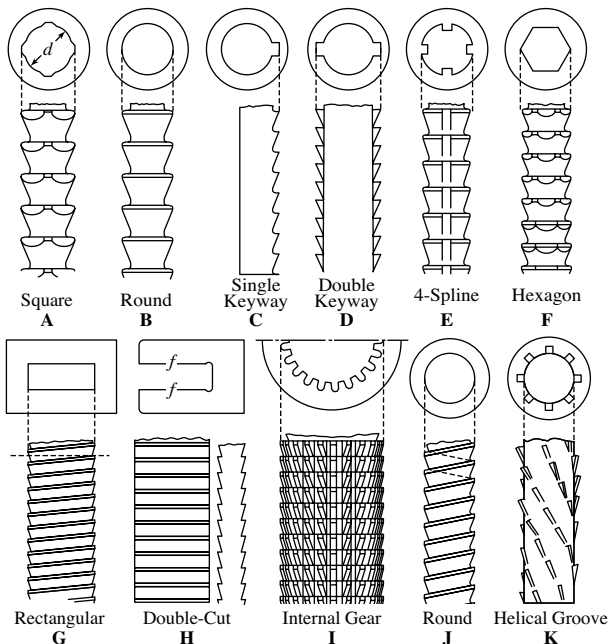 d
Square
A
Round
B
Single
Keyway
C
Double
Keyway
D
4-Spline
E
Hexagon
F
f
f
Rectangular
G
Double-Cut
H
Internal Gear
I
Round
J
Helical Groove
K